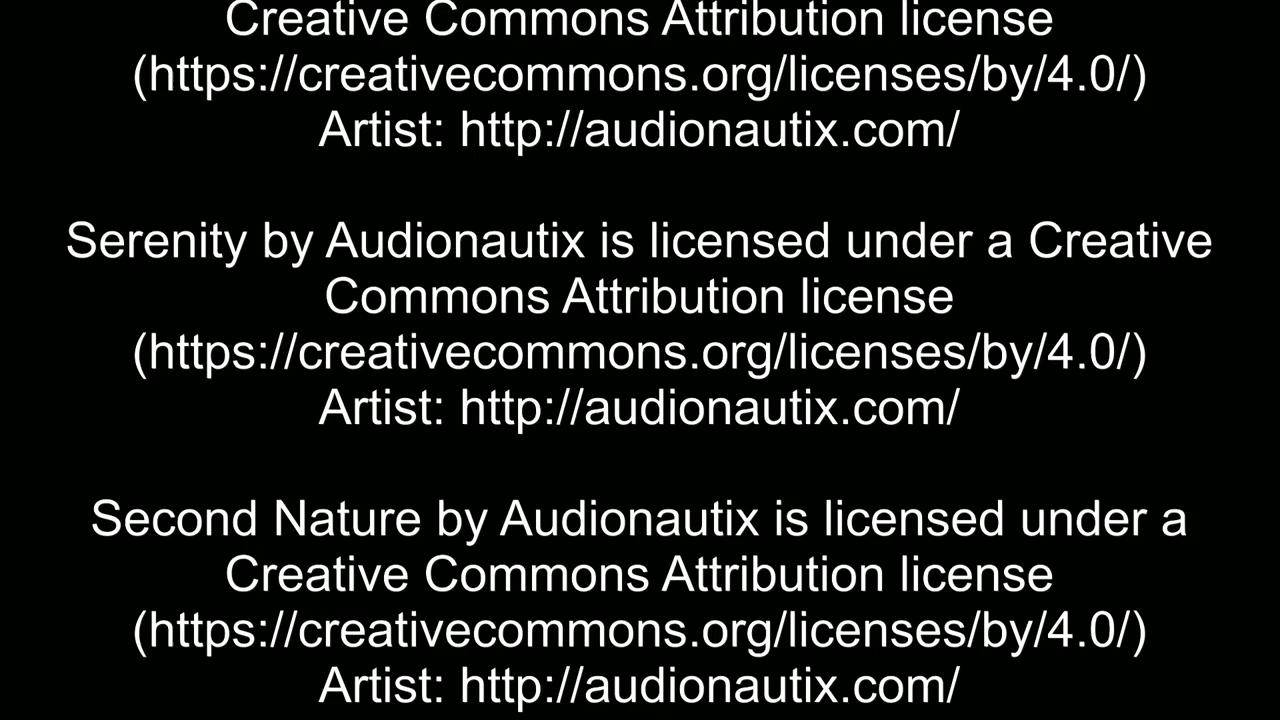 Creative Commons Attribution license
(https://creativecommons.org/licenses/by/4.0/)
Artist: http://audionautix.com/
Serenity by Audionautix is licensed under a Creative
Commons Attribution license
(https://creativecommons.org/licenses/by/4.0/)
Artist: http://audionautix.com/
Second Nature by Audionautix is licensed under a
Creative Commons Attribution license
(https://creativecommons.org/licenses/by/4.0/)
Artist: http://audionautix.com/